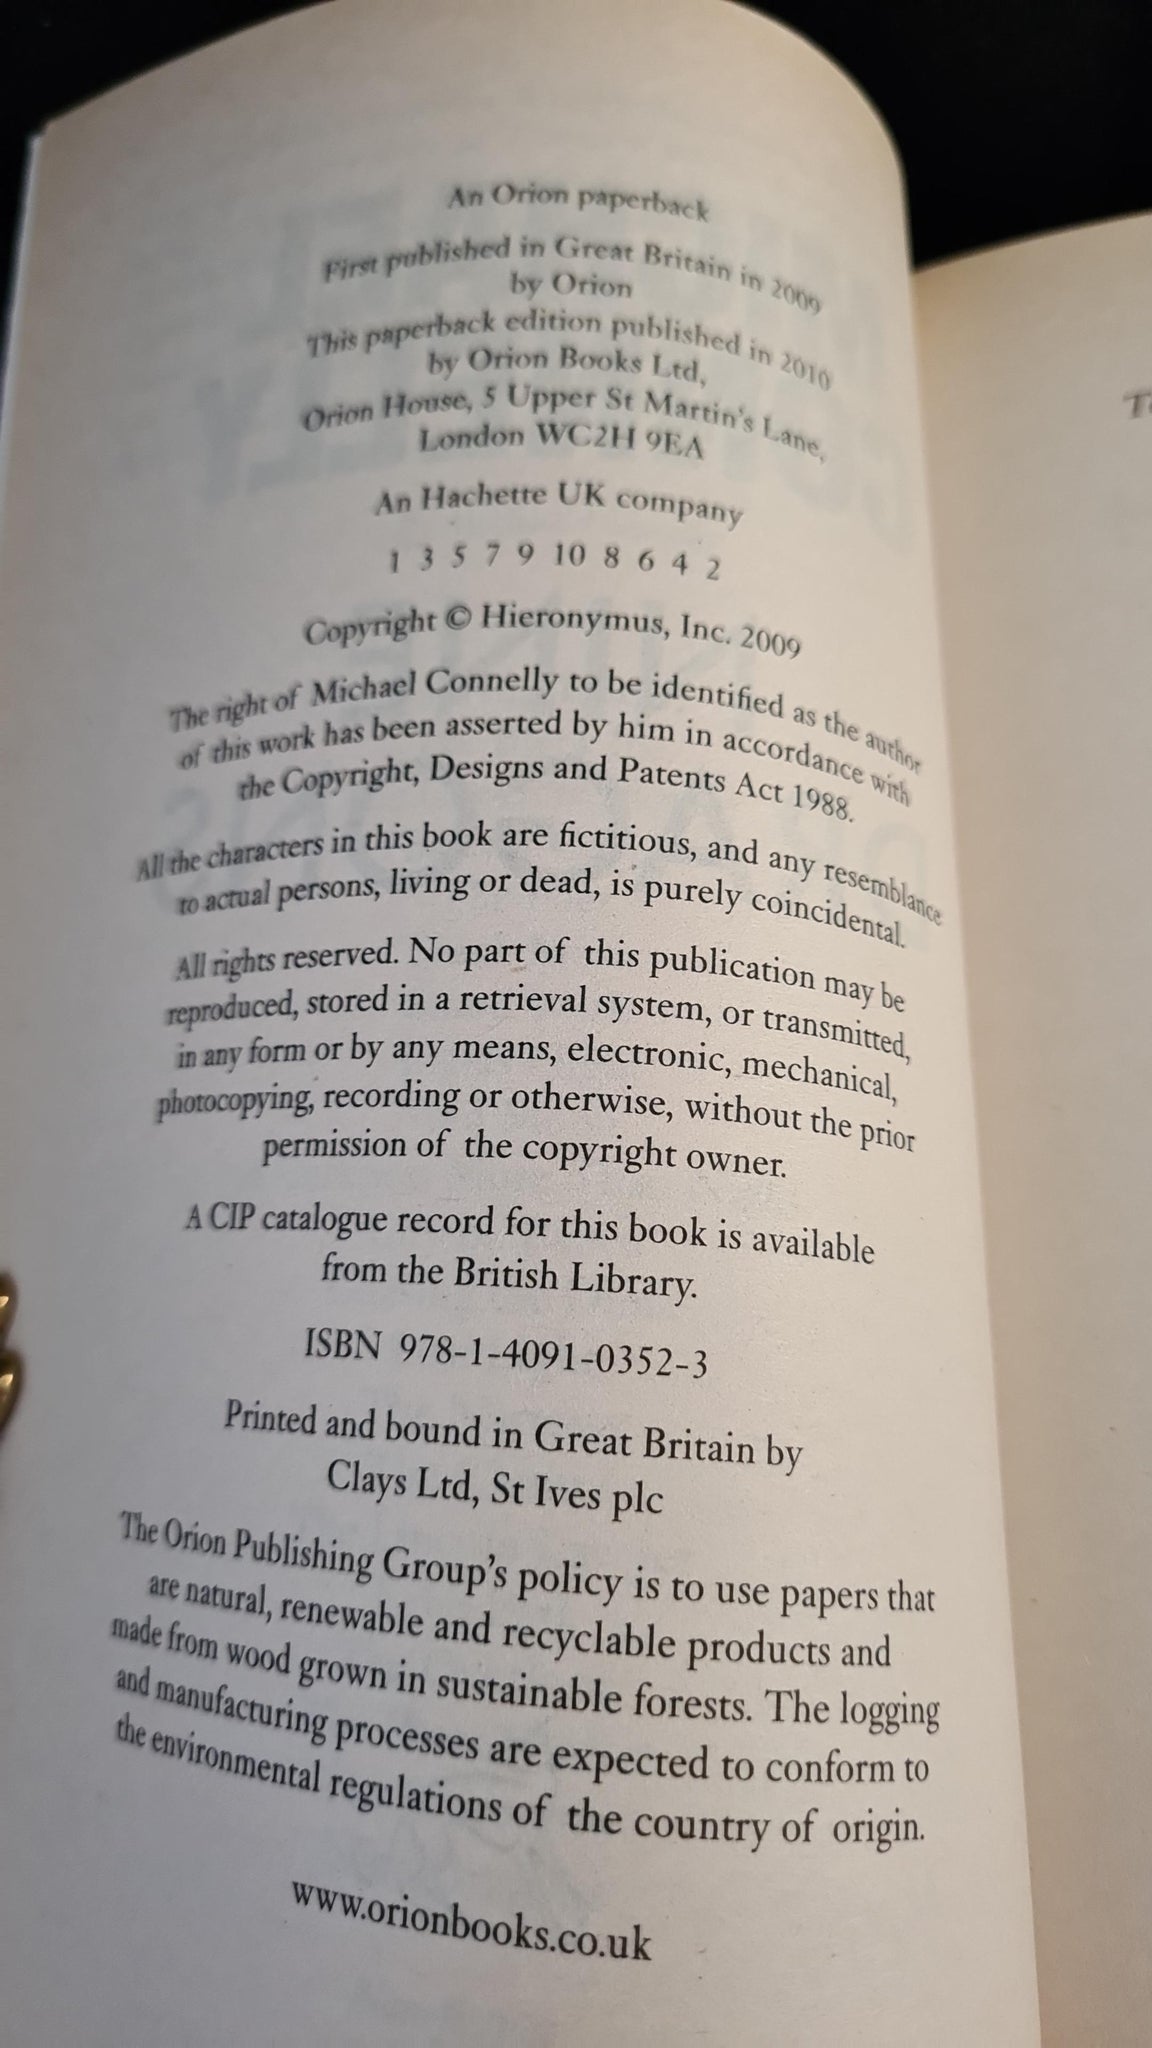 An Orion paperback
First published in Great Britain in 2009
by Orion
This paperback edition published in 2010
by Orion Books Ltd,
Orion House, 5 Upper St Martin's Lane,
London WC2H 9EA
An Hachette UK company
1 3 5 7 9 10 8 6 4 2
Copyright © Hieronymus, Inc. 2009
The right of Michael Connelly to be identified as the author
of this work has been asserted by him in accordance with
the Copyright, Designs and Patents Act 1988.
All the characters in this book are fictitious, and any resemblance
to actual persons, living or dead, is purely coincidental.
All rights reserved. No part of this publication may be
reproduced, stored in a retrieval system, or transmitted,
in any form or by any means, electronic, mechanical,
photocopying, recording or otherwise, without the prior
permission of the copyright owner.
A CIP catalogue record for this book is available
from the British Library.
ISBN 978-1-4091-0352-3
Printed and bound in Great Britain by
Clays Ltd, St Ives plc
The Orion Publishing Group's policy is to use papers that
are natural, renewable and recyclable products and
made from wood grown in sustainable forests. The logging
and manufacturing processes are expected to conform to
the environmental regulations of the country of origin.
www.orionbooks.co.uk